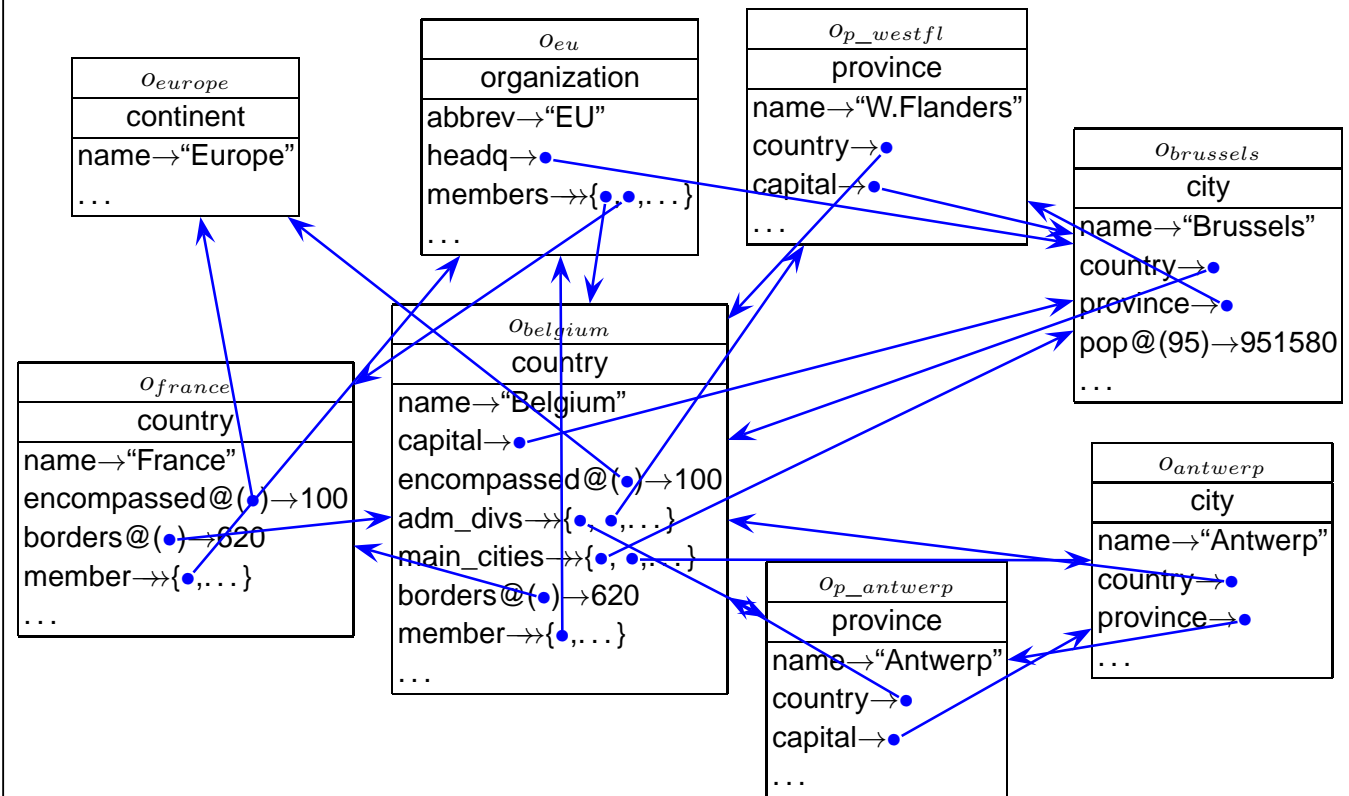 o_europe
continent
name→“Europe”
...
o_eu
organization
abbrev→“EU”
headq→•
members→→{•,•,...}
...
o_p_westfl
province
name→“W.Flanders”
country→•
capital→•
...
o_brussels
city
name→“Brussels”
country→•
province→•
pop@(95)→951580
...
o_france
country
name→“France”
encompassed@(•)→100
borders@(•)→620
member→→{•,...}
...
o_belgium
country
name→“Belgium”
capital→•
encompassed@(•)→100
adm_divs→→{•,•,...}
main_cities→→{•,•,...}
borders@(•)→620
member→→{•,...}
...
o_antwerp
city
name→“Antwerp”
country→•
province→•
...
o_p_antwerp
province
name→“Antwerp”
country→•
capital→•
...